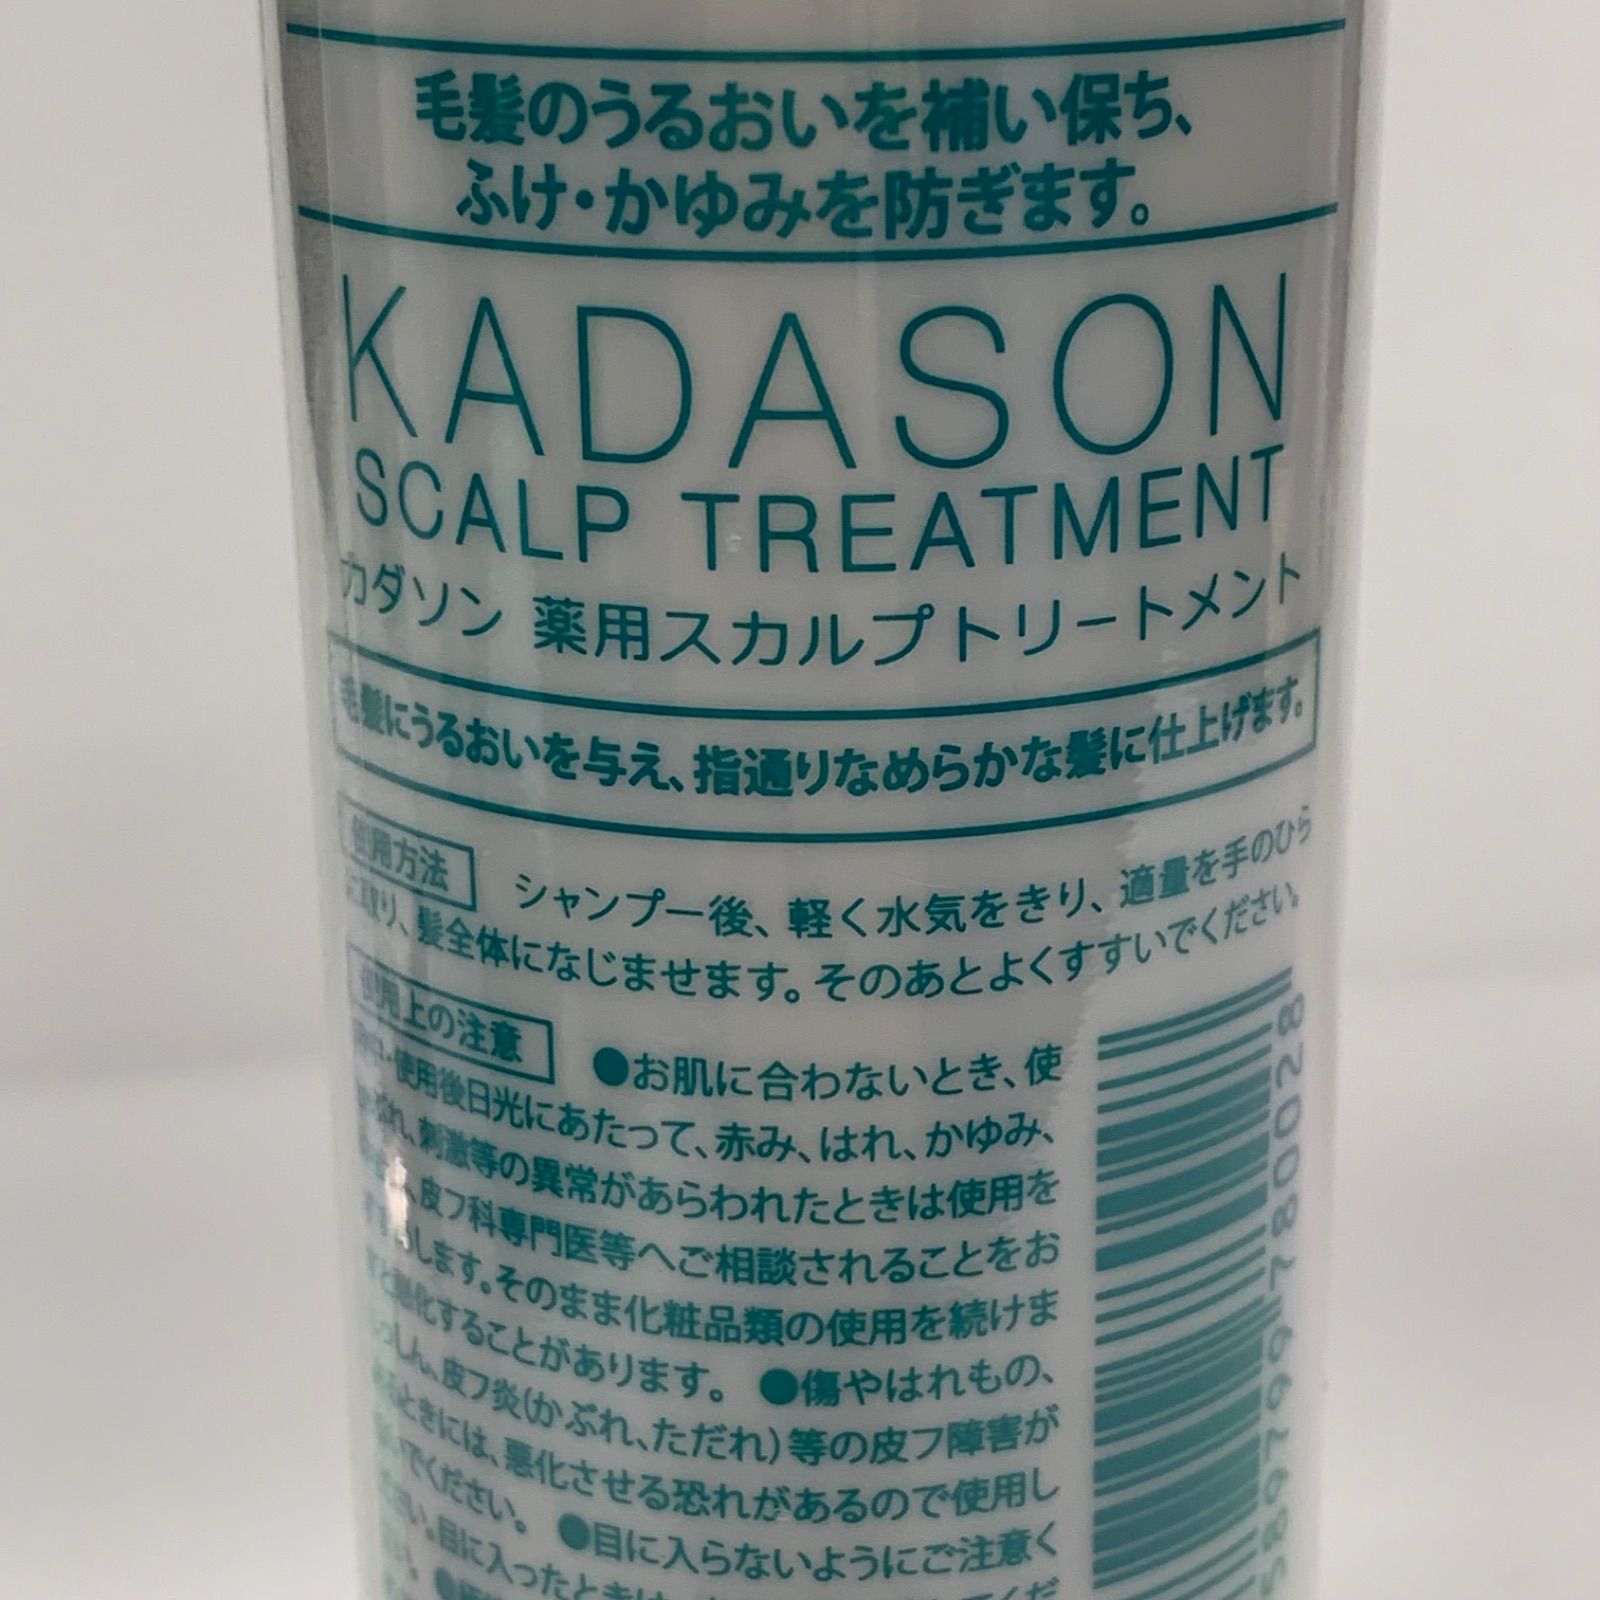 毛髪のうるおいを補い保ち、
ふけ・かゆみを防ぎます。
KADASON
SCALP TREATMENT
カダソン 薬用スカルプトリートメント
毛髪にうるおいを与え、指通りなめらかな髪に仕上げます。
使用方法 シャンプー後、軽く水気をきり、適量を手のひら
に取り、髪全体になじませます。そのあとよくすすいでください。
使用上の注意 ●お肌に合わないとき、使
使用後日光にあたって、赤み、はれ、かゆみ、
刺激等の異常があらわれたときは使用を
皮フ科専門医等へご相談されることをお
します。そのまま化粧品類の使用を続けま
悪化することがあります。 ●傷やはれもの、
しっしん、皮フ炎(かぶれ、ただれ)等の皮フ障害が
あるときには、悪化させる恐れがあるので使用し
でください。 ●目に入らないようにご注意く
ださい。目に入ったときは